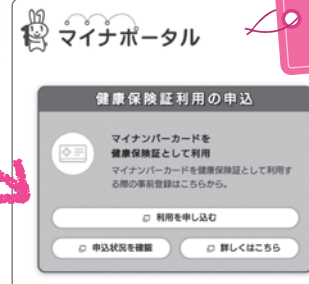 マイナポータル
健康保険証利用の申込
マイナンバーカードを
健康保険証として利用
マイナンバーカードを健康保険証として利用す
る際の事前登録はこちらから。
利用を申し込む
申込状況を確認
詳しくはこちら